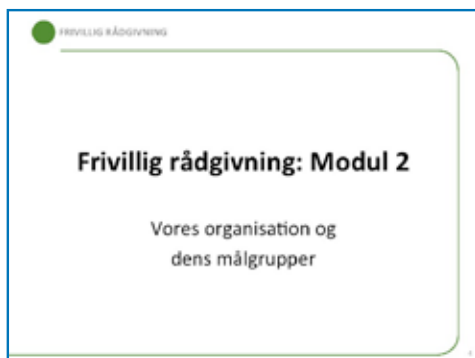 FRIVILLIG RÅDGIVNING
Frivillig rådgivning: Modul 2
Vores organisation og
dens målgrupper